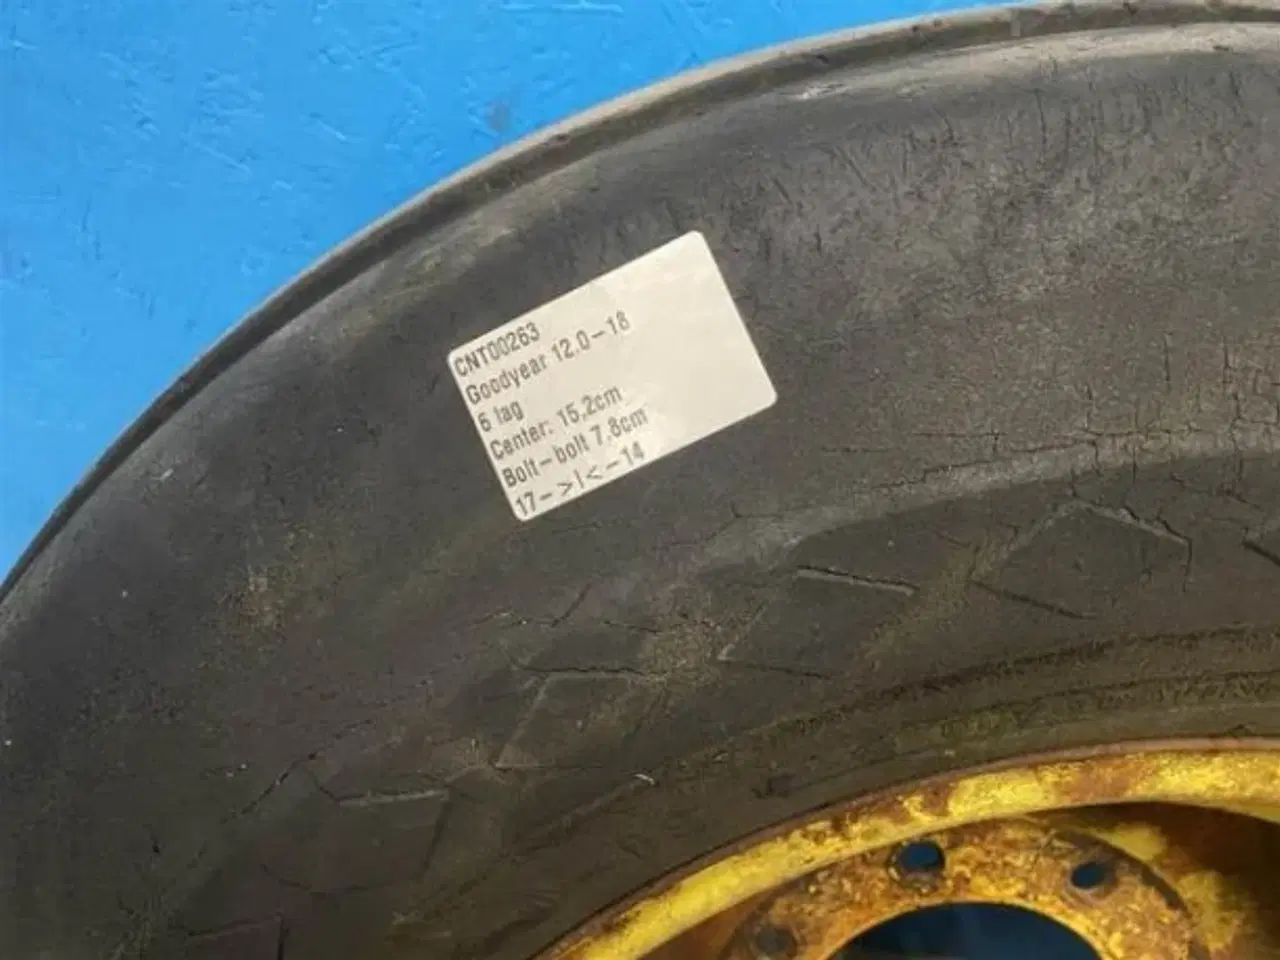 CNT00263
Goodyear 12.0-18
6 lag
Center: 15,2cm
Bolt-bolt 7,8cm
17->|<-14